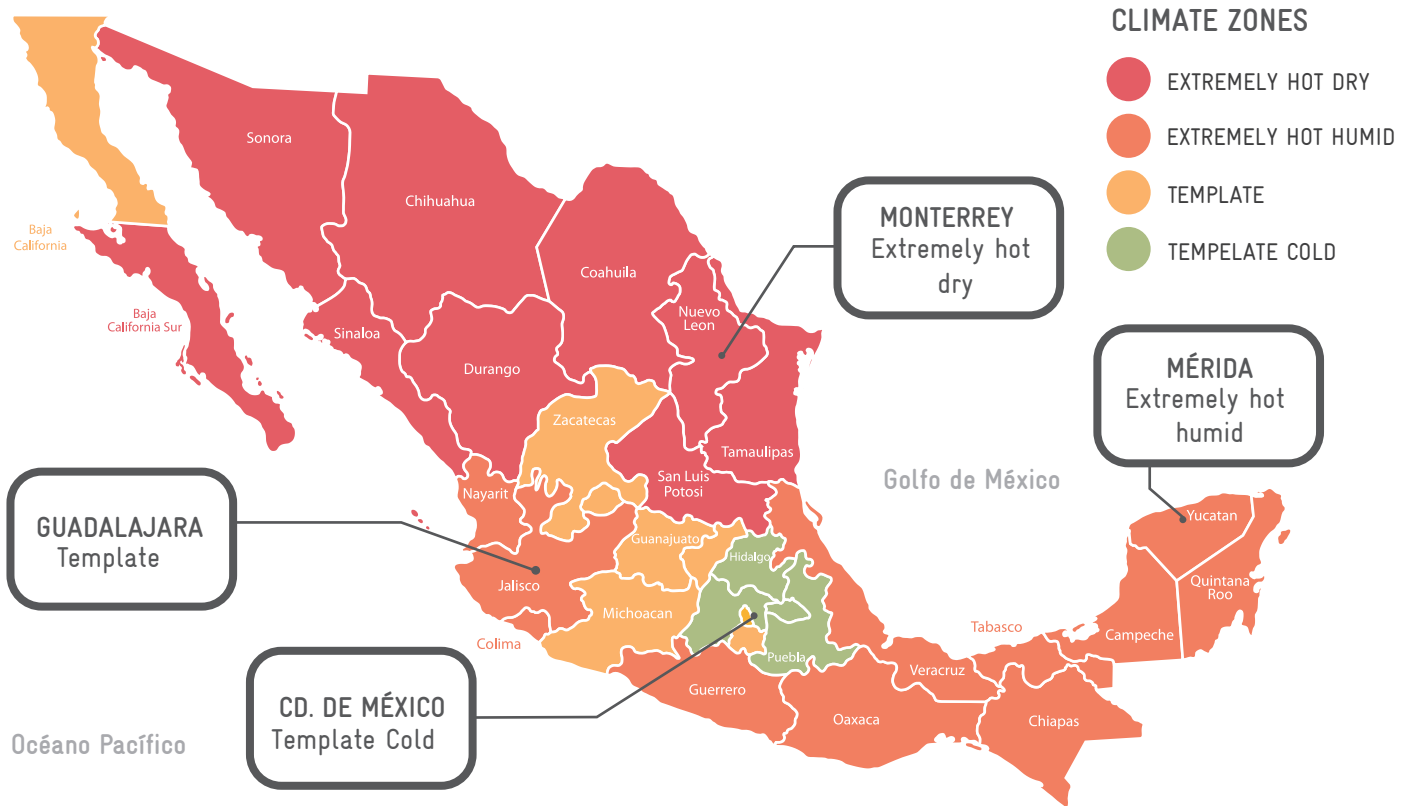 CLIMATE ZONES
EXTREMELY HOT DRY
EXTREMELY HOT HUMID
TEMPLATE
TEMPELATE COLD
Sonora
Chihuahua
Coahuila
Nuevo
Leon
Baja
California
Baja
California Sur
Sinaloa
Durango
Zacatecas
Tamaulipas
San Luis
Potosi
Nayarit
Guanajuato
Hidalgo
Jalisco
Michoacan
Colima
Puebla
Guerrero
Oaxaca
Veracruz
Tabasco
Chiapas
Campeche
Yucatan
Quintana
Roo
MONTERREY
Extremely hot
dry
MÉRIDA
Extremely hot
humid
GUADALAJARA
Template
CD. DE MÉXICO
Template Cold
Golfo de México
Océano Pacífico